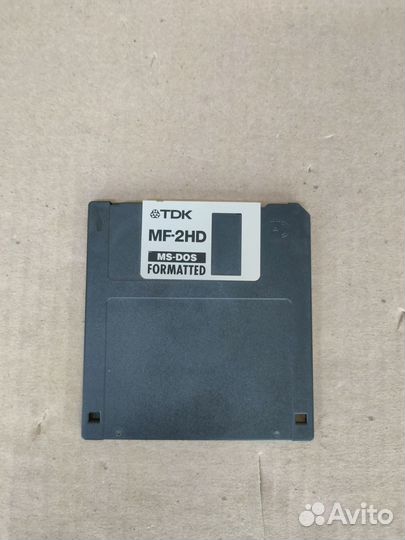 TDK
MF-2HD
MS-DOS
FORMATTED
Avito